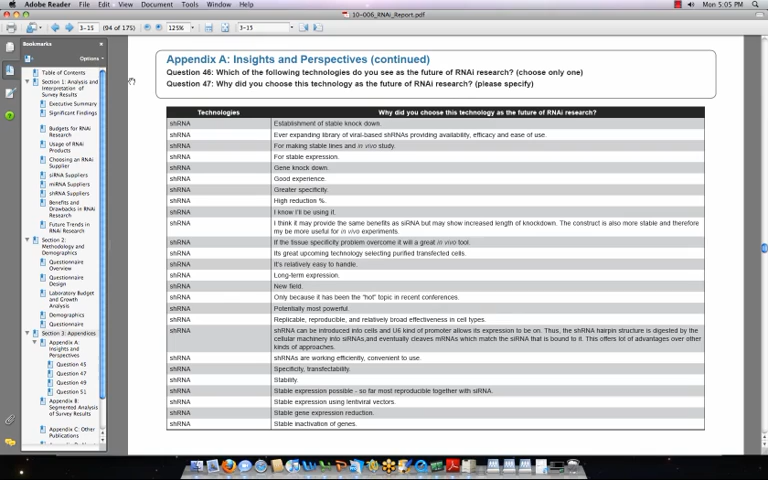 Adobe Reader File Edit View Document Tools Window Help Mon 5:05 PM
10-006_RNAi_Report.pdf
3-15 (94 of 175) 125% 3-15
Bookmarks
Options
Table of Contents
Section 1: Analysis and
Interpretation of
Survey Results
Executive Summary
Significant Findings
Budgets for RNAi
Research
Usage of RNAi
Products
Choosing an RNAi
Supplier
siRNA Suppliers
miRNA Suppliers
shRNA Suppliers
Benefits and
Drawbacks in RNAi
Research
Future Trends in
RNAi Research
Section 2:
Methodology and
Demographics
Questionnaire
Overview
Questionnaire
Design
Laboratory Budget
and Growth
Analysis
Demographics
Questionnaire
Section 3: Appendices
Appendix A:
Insights and
Perspectives
Question 45
Question 47
Question 49
Question 51
Appendix B:
Segmented Analysis
of Survey Results
Appendix C: Other
Publications
Appendix A: Insights and Perspectives (continued)
Question 46: Which of the following technologies do you see as the future of RNAi research? (choose only one)
Question 47: Why did you choose this technology as the future of RNAi research? (please specify)
Technologies Why did you choose this technology as the future of RNAi research?
shRNA Establishment of stable knock down.
shRNA Ever expanding library of viral-based shRNAs providing availability, efficacy and ease of use.
shRNA For making stable lines and in vivo study.
shRNA For stable expression.
shRNA Gene knock down.
shRNA Good experience.
shRNA Greater specificity.
shRNA High reduction %.
shRNA I know I'll be using it.
shRNA I think it may provide the same benefits as siRNA but may show increased length of knockdown. The construct is also more stable and therefore
my be more useful for in vivo experiments.
shRNA If the tissue specificity problem overcome it will a great in vivo tool.
shRNA Its great upcoming technology selecting purified transfected cells.
shRNA It's relatively easy to handle.
shRNA Long-term expression.
shRNA New field.
shRNA Only because it has been the "hot" topic in recent conferences.
shRNA Potentially most powerful.
shRNA Replicable, reproducible, and relatively broad effectiveness in cell types.
shRNA shRNA can be introduced into cells and U6 kind of promoter allows its expression to be on. Thus, the shRNA hairpin structure is digested by the
cellular machinery into siRNAs,and eventually cleaves mRNAs which match the siRNA that is bound to it. This offers lot of advantages over other
kinds of approaches.
shRNA shRNAs are working efficiently, convenient to use.
shRNA Specificity, transfectability.
shRNA Stability.
shRNA Stable expression possible - so far most reproducible together with siRNA.
shRNA Stable expression using lentiviral vectors.
shRNA Stable gene expression reduction.
shRNA Stable inactivation of genes.